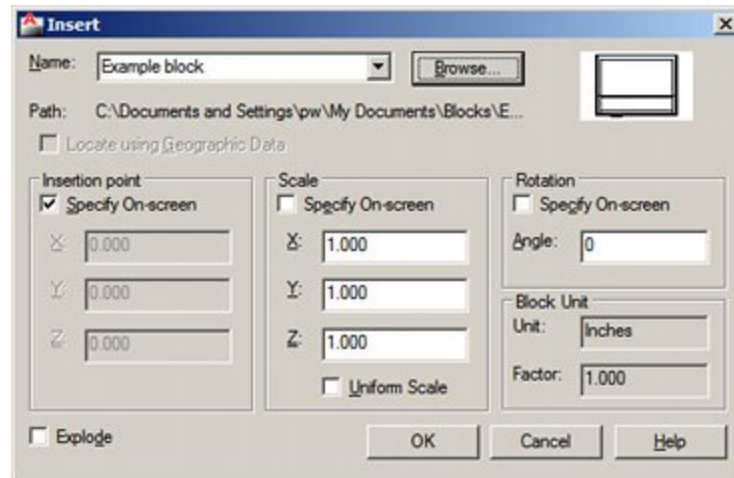 Insert
Name: Example block Browse...
Path: C:\Documents and Settings\pw\My Documents\Blocks\E...
Locate using Geographic Data
Insertion point
Specify On-screen
X: 0.000
Y: 0.000
Z: 0.000
Scale
Specify On-screen
X: 1.000
Y: 1.000
Z: 1.000
Uniform Scale
Rotation
Specify On-screen
Angle: 0
Block Unit
Unit: Inches
Factor: 1.000
Explode
OK Cancel Help